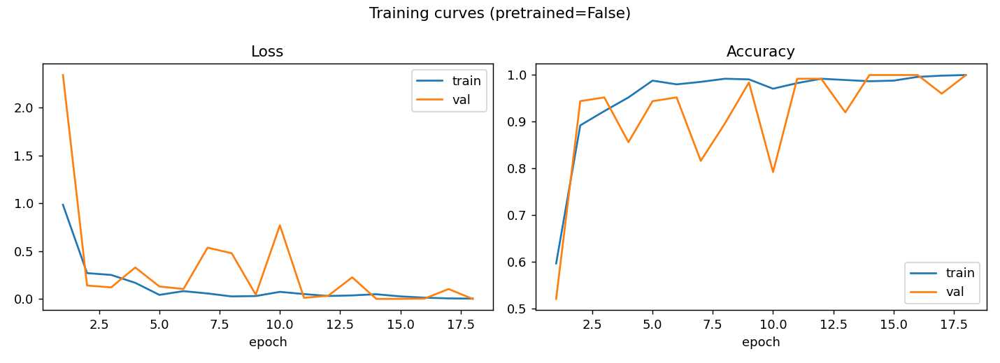 Training curves (pretrained=False)
Loss
2.0
1.5
1.0
0.5
0.0
2.5 5.0 7.5 10.0 12.5 15.0 17.5
epoch
train
val
Accuracy
1.0
0.9
0.8
0.7
0.6
0.5
2.5 5.0 7.5 10.0 12.5 15.0 17.5
epoch
train
val